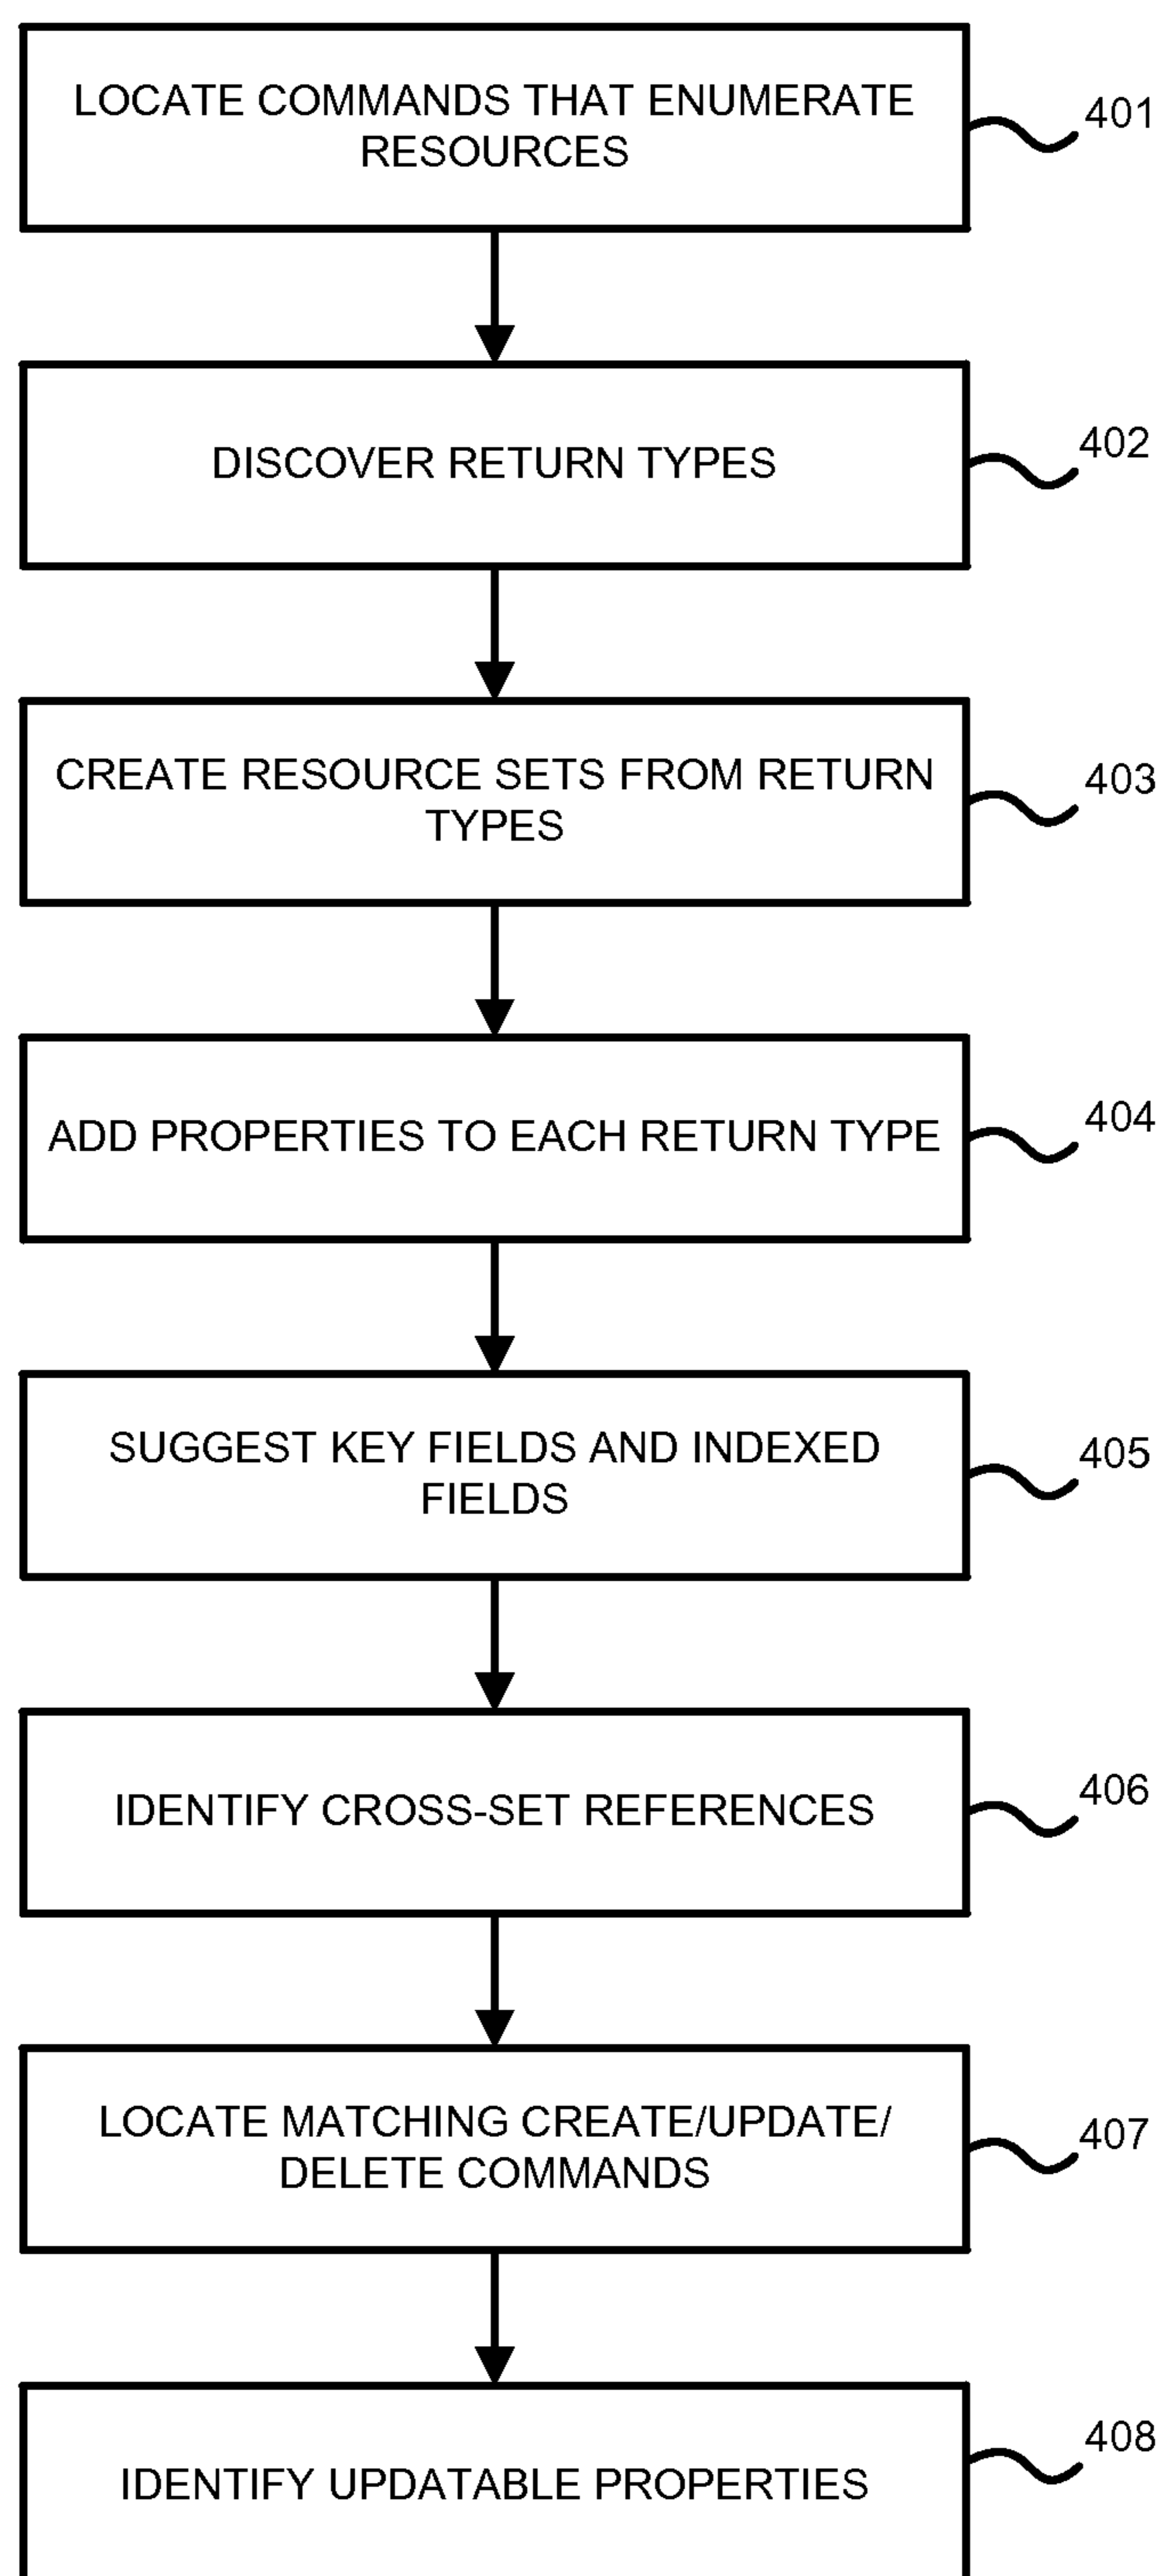 LOCATE COMMANDS THAT ENUMERATE
RESOURCES
401
DISCOVER RETURN TYPES
402
CREATE RESOURCE SETS FROM RETURN
TYPES
403
ADD PROPERTIES TO EACH RETURN TYPE
404
SUGGEST KEY FIELDS AND INDEXED
FIELDS
405
IDENTIFY CROSS-SET REFERENCES
406
LOCATE MATCHING CREATE/UPDATE/
DELETE COMMANDS
407
IDENTIFY UPDATABLE PROPERTIES
408